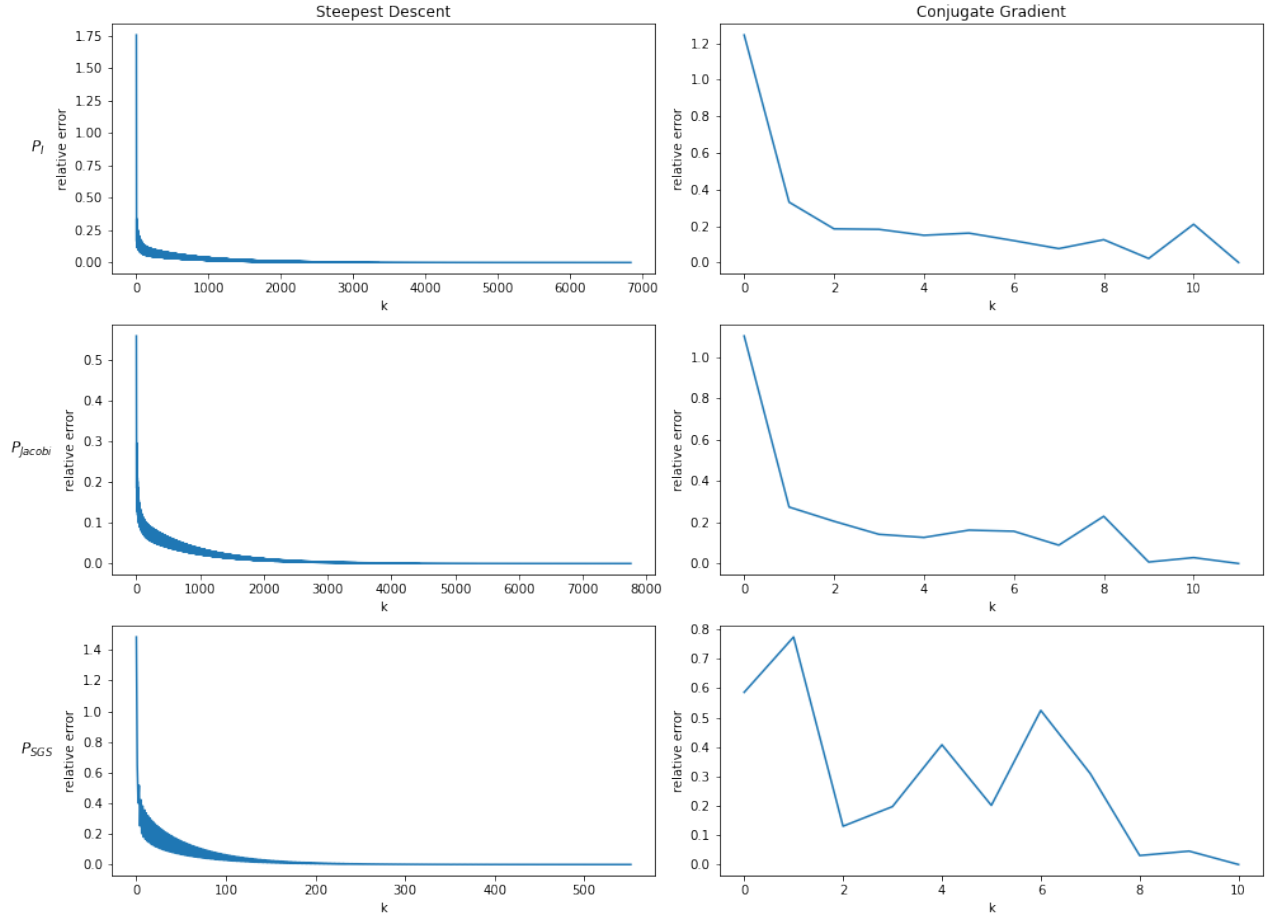 Steepest Descent
Conjugate Gradient
P_I
relative error
1.75
1.50
1.25
1.00
0.75
0.50
0.25
0.00
0 1000 2000 3000 4000 5000 6000 7000
k
relative error
1.2
1.0
0.8
0.6
0.4
0.2
0.0
0 2 4 6 8 10
k
P_Jacobi
relative error
0.5
0.4
0.3
0.2
0.1
0.0
0 1000 2000 3000 4000 5000 6000 7000 8000
k
relative error
1.0
0.8
0.6
0.4
0.2
0.0
0 2 4 6 8 10
k
P_SGS
relative error
1.4
1.2
1.0
0.8
0.6
0.4
0.2
0.0
0 100 200 300 400 500
k
relative error
0.8
0.7
0.6
0.5
0.4
0.3
0.2
0.1
0.0
0 2 4 6 8 10
k